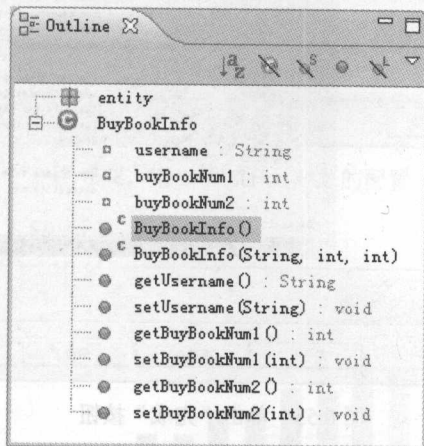 Outline
entity
BuyBookInfo
username : String
buyBookNum1 : int
buyBookNum2 : int
BuyBookInfo()
BuyBookInfo(String, int, int)
getUsername() : String
setUsername(String) : void
getBuyBookNum1() : int
setBuyBookNum1(int) : void
getBuyBookNum2() : int
setBuyBookNum2(int) : void